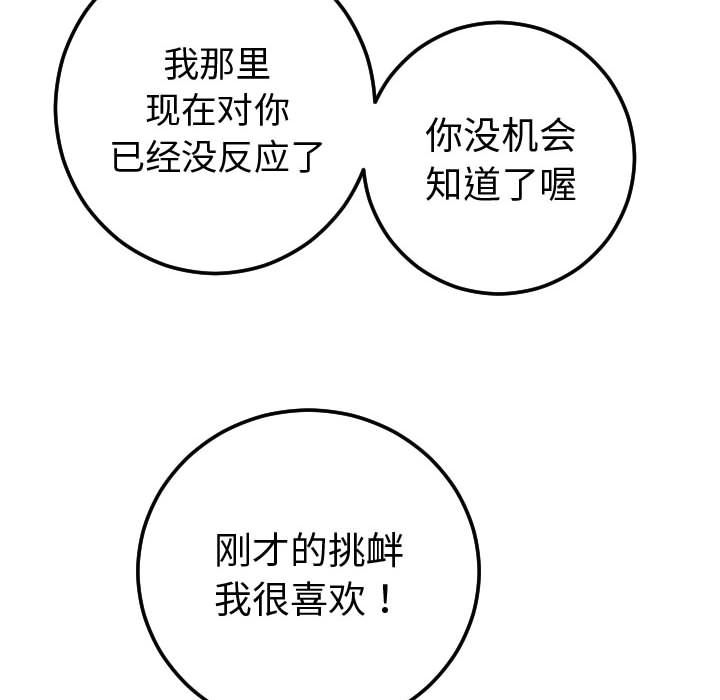 我那里
现在对你
已经没反应了
你没机会
知道了喔
刚才的挑衅
我很喜欢！